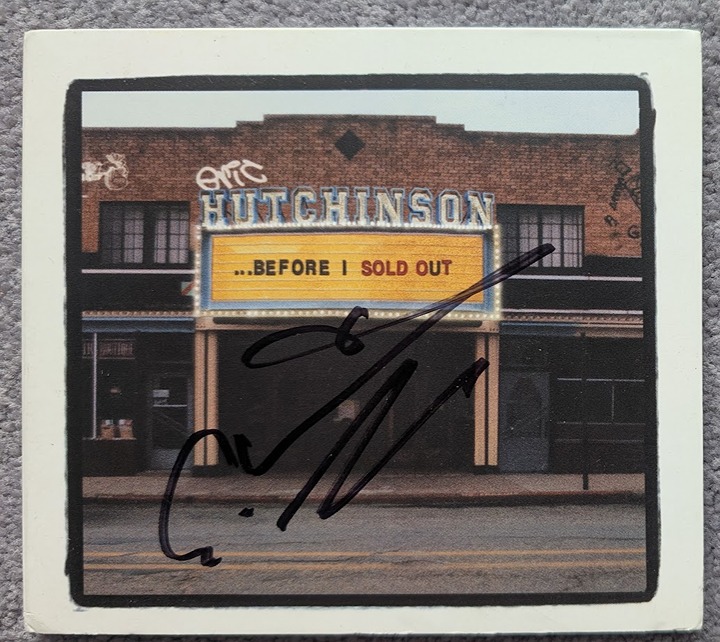 eric
HUTCHINSON
...BEFORE I SOLD OUT